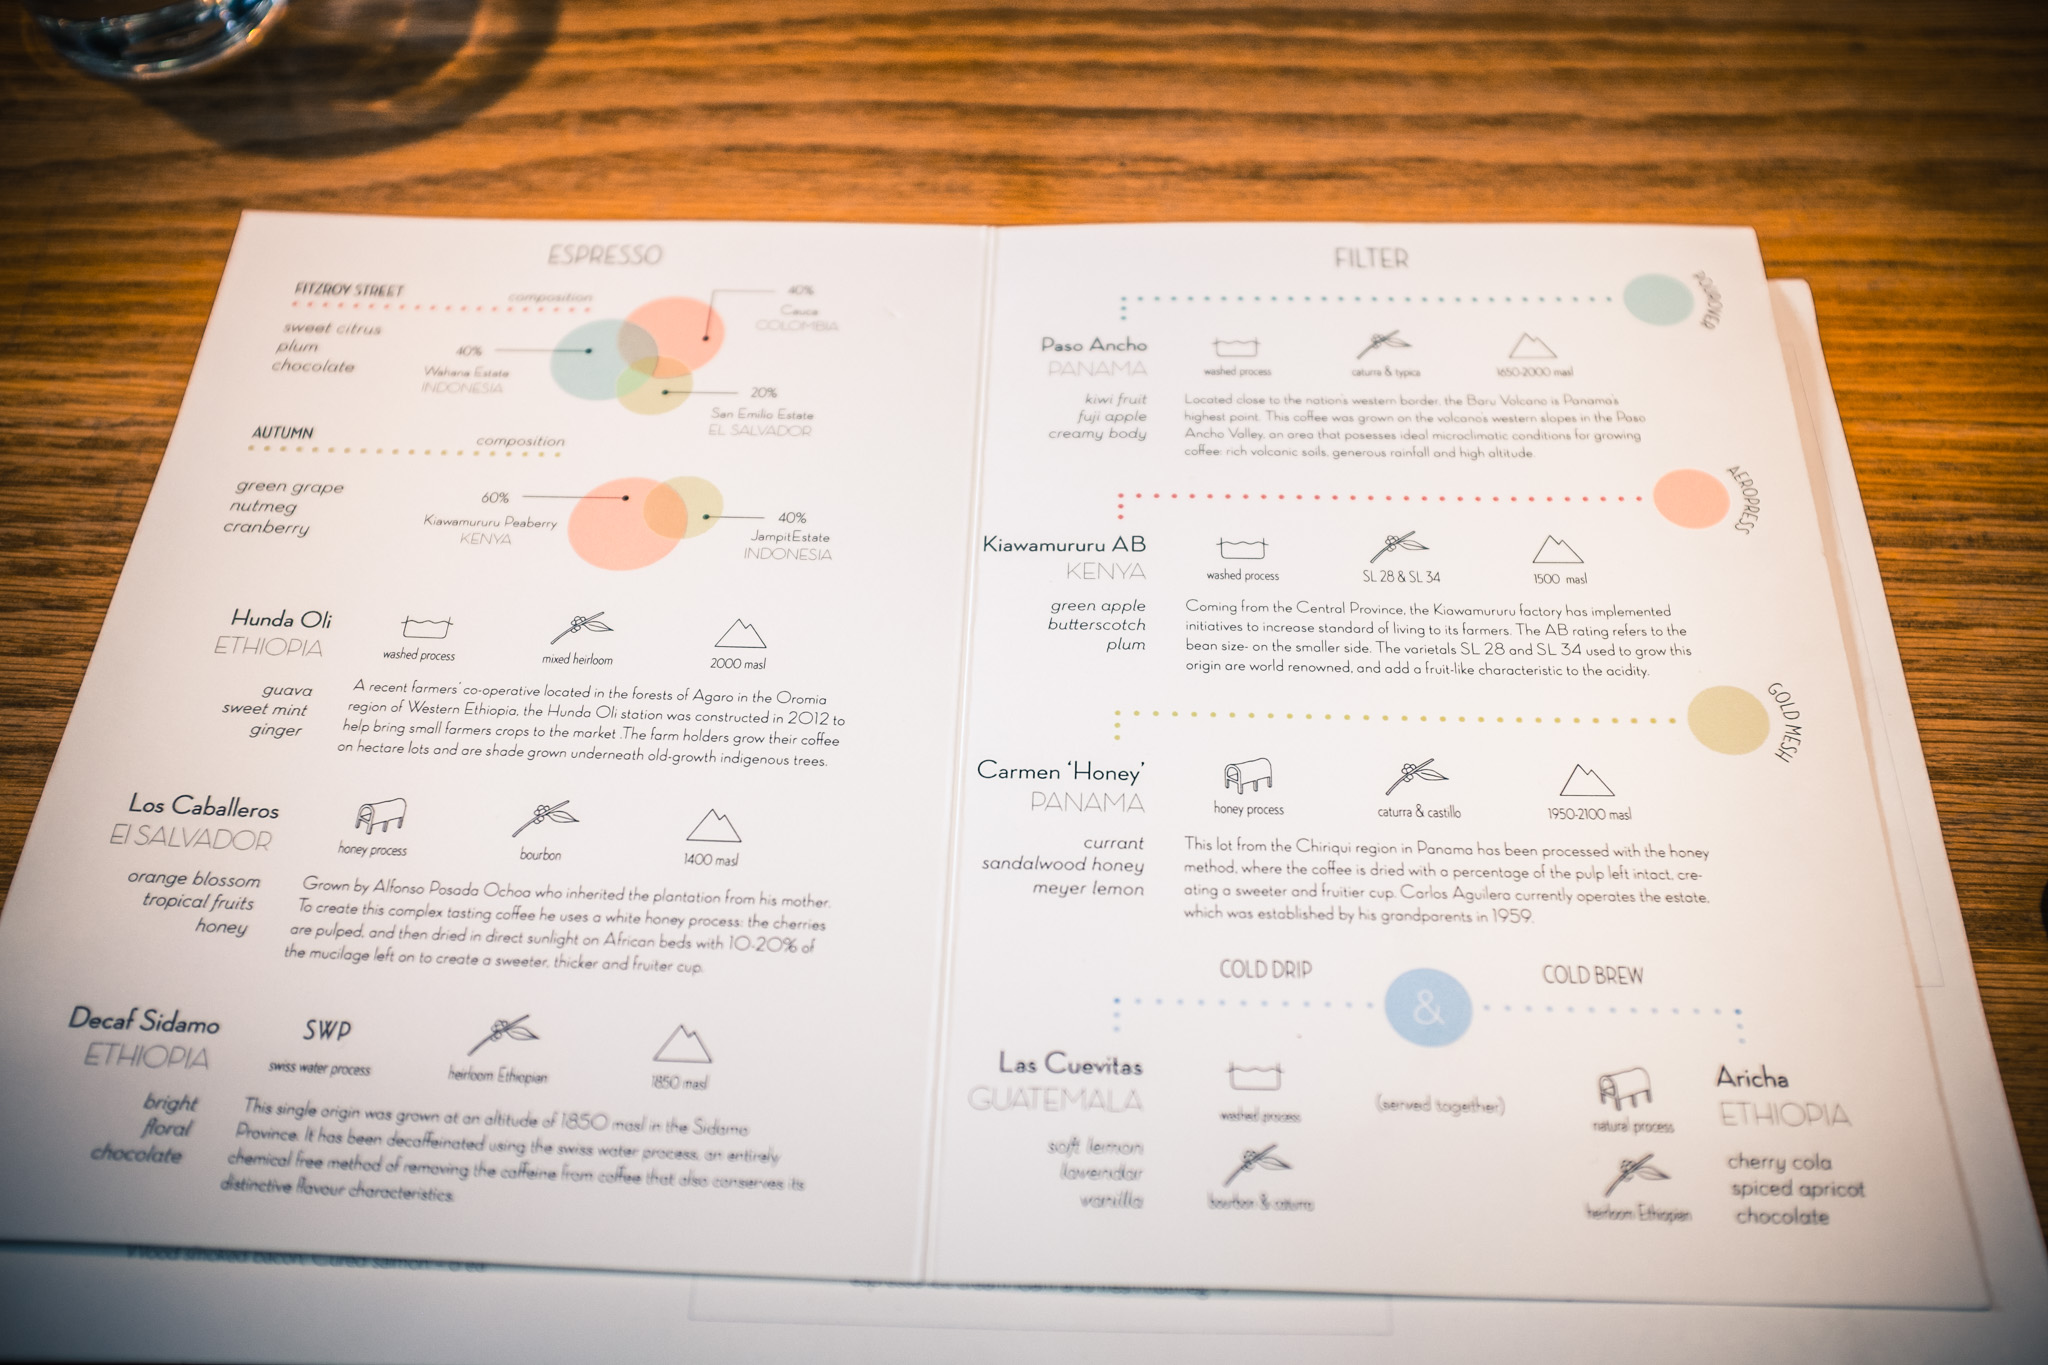 ESPRESSO
FITZROY STREET
composition
sweet citrus
plum
chocolate
40%
Cauca
COLOMBIA
40%
Wahana Estate
INDONESIA
20%
San Emilio Estate
EL SALVADOR
AUTUMN
composition
green grape
nutmeg
cranberry
60%
Kiawamururu Peaberry
KENYA
40%
JampitEstate
INDONESIA
Hunda Oli
ETHIOPIA
washed process
mixed heirloom
2000 masl
guava
sweet mint
ginger
A recent farmers' co-operative located in the forests of Agaro in the Oromia
region of Western Ethiopia, the Hunda Oli station was constructed in 2012 to
help bring small farmers crops to the market .The farm holders grow their coffee
on hectare lots and are shade grown underneath old-growth indigenous trees.
Los Caballeros
El SALVADOR
honey process
bourbon
1400 masl
orange blossom
tropical fruits
honey
Grown by Alfonso Posada Ochoa who inherited the plantation from his mother.
To create this complex tasting coffee he uses a white honey process: the cherries
are pulped, and then dried in direct sunlight on African beds with 10-20% of
the mucilage left on to create a sweeter, thicker and fruiter cup.
Decaf Sidamo
ETHIOPIA
SWP
swiss water process
heirloom Ethiopian
1850 masl
bright
floral
chocolate
This single origin was grown at an altitude of 1850 masl in the Sidamo
Province. It has been decaffeinated using the swiss water process, an entirely
chemical free method of removing the caffeine from coffee that also conserves its
distinctive flavour characteristics.
FILTER
POUROVER
Paso Ancho
PANAMA
washed process
caturra & typica
1650-2000 masl
kiwi fruit
fuji apple
creamy body
Located close to the nation's western border, the Baru Volcano is Panama's
highest point. This coffee was grown on the volcano's western slopes in the Paso
Ancho Valley, an area that posesses ideal microclimatic conditions for growing
coffee: rich volcanic soils, generous rainfall and high altitude.
AEROPRESS
Kiawamururu AB
KENYA
washed process
SL 28 & SL 34
1500 masl
green apple
butterscotch
plum
Coming from the Central Province, the Kiawamururu factory has implemented
initiatives to increase standard of living to its farmers. The AB rating refers to the
bean size- on the smaller side. The varietals SL 28 and SL 34 used to grow this
origin are world renowned, and add a fruit-like characteristic to the acidity.
GOLD MESH
Carmen 'Honey'
PANAMA
honey process
caturra & castillo
1950-2100 masl
currant
sandalwood honey
meyer lemon
This lot from the Chiriqui region in Panama has been processed with the honey
method, where the coffee is dried with a percentage of the pulp left intact, cre-
ating a sweeter and fruitier cup. Carlos Aguilera currently operates the estate,
which was established by his grandparents in 1959.
COLD DRIP
&
COLD BREW
Las Cuevitas
GUATEMALA
washed process
soft lemon
lavendar
vanilla
bourbon & caturra
(served together)
natural process
heirloom Ethiopian
Aricha
ETHIOPIA
cherry cola
spiced apricot
chocolate
Wood smoked bacon, Cured salmon